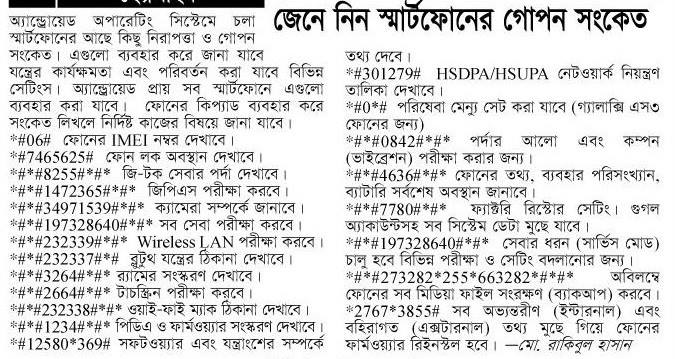 জেনে নিন স্মার্টফোনের গোপন সংকেত
অ্যান্ড্রোয়েড অপারেটিং সিস্টেমে চলা
স্মার্টফোনের আছে কিছু নিরাপত্তা ও গোপন
সংকেত। এগুলো ব্যবহার করে জানা যাবে
যন্ত্রের কার্যক্ষমতা এবং পরিবর্তন করা যাবে বিভিন্ন
সেটিংস। অ্যান্ড্রোয়েড প্রায় সব স্মার্টফোনে এগুলো
ব্যবহার করা যাবে। ফোনের কিপ্যাড ব্যবহার করে
সংকেত লিখলে নির্দিষ্ট কাজের বিষয়ে জানা যাবে।
*#06# ফোনের IMEI নম্বর দেখাবে।
*#7465625# ফোন লক অবস্থান দেখাবে।
*#*#8255#*#* জি-টক সেবার পর্দা দেখাবে।
*#*#1472365#*#* জিপিএস পরীক্ষা করবে।
*#*#34971539#*#* ক্যামেরা সম্পর্কে জানাবে।
*#*#197328640#*#* সব সেবা পরীক্ষা করবে।
*#*#232339#*#* Wireless LAN পরীক্ষা করবে।
*#*#232337#*# ব্লুটুথ যন্ত্রের ঠিকানা দেখাবে।
*#*#3264#*#* র‌্যামের সংস্করণ দেখাবে।
*#*#2664#*#* টাচস্ক্রিন পরীক্ষা করবে।
*#*#232338#*#* ওয়াই-ফাই ম্যাক ঠিকানা দেখাবে।
*#*#1234#*#* পিডিএ ও ফার্মওয়্যার সংস্করণ দেখাবে।
*#12580*369# সফটওয়্যার এবং যন্ত্রাংশের সম্পর্কে
তথ্য দেবে।
*#301279# HSDPA/HSUPA নেটওয়ার্ক নিয়ন্ত্রণ
তালিকা দেখাবে।
*#0*# পরিষেবা মেন্যু সেট করা যাবে (গ্যালাক্সি এস৩
ফোনের জন্য)
*#*#0842#*#* পর্দার আলো এবং কম্পন
(ভাইব্রেশন) পরীক্ষা করার জন্য।
*#*#4636#*#* ফোনের তথ্য, ব্যবহার পরিসংখ্যান,
ব্যাটারি সর্বশেষ অবস্থান জানাবে।
*#*#7780#*#* ফ্যাক্টরি রিস্টোর সেটিং। গুগল
অ্যাকাউন্টসহ সব সিস্টেম ডেটা মুছে যাবে।
*#*#197328640#*#* সেবার ধরন (সার্ভিস মোড)
চালু হবে বিভিন্ন পরীক্ষা ও সেটিং বদলানোর জন্য।
*#*#273282*255*663282*#*#* অবিলম্বে
ফোনের সব মিডিয়া ফাইল সংরক্ষণ (ব্যাকআপ) করবে।
*2767*3855# সব অভ্যন্তরীণ (ইন্টারনাল) এবং
বহিরাগত (এক্সটারনাল) তথ্য মুছে গিয়ে ফোনের
ফার্মওয়্যার রিইনস্টল হবে। —মো. রাকিবুল হাসান